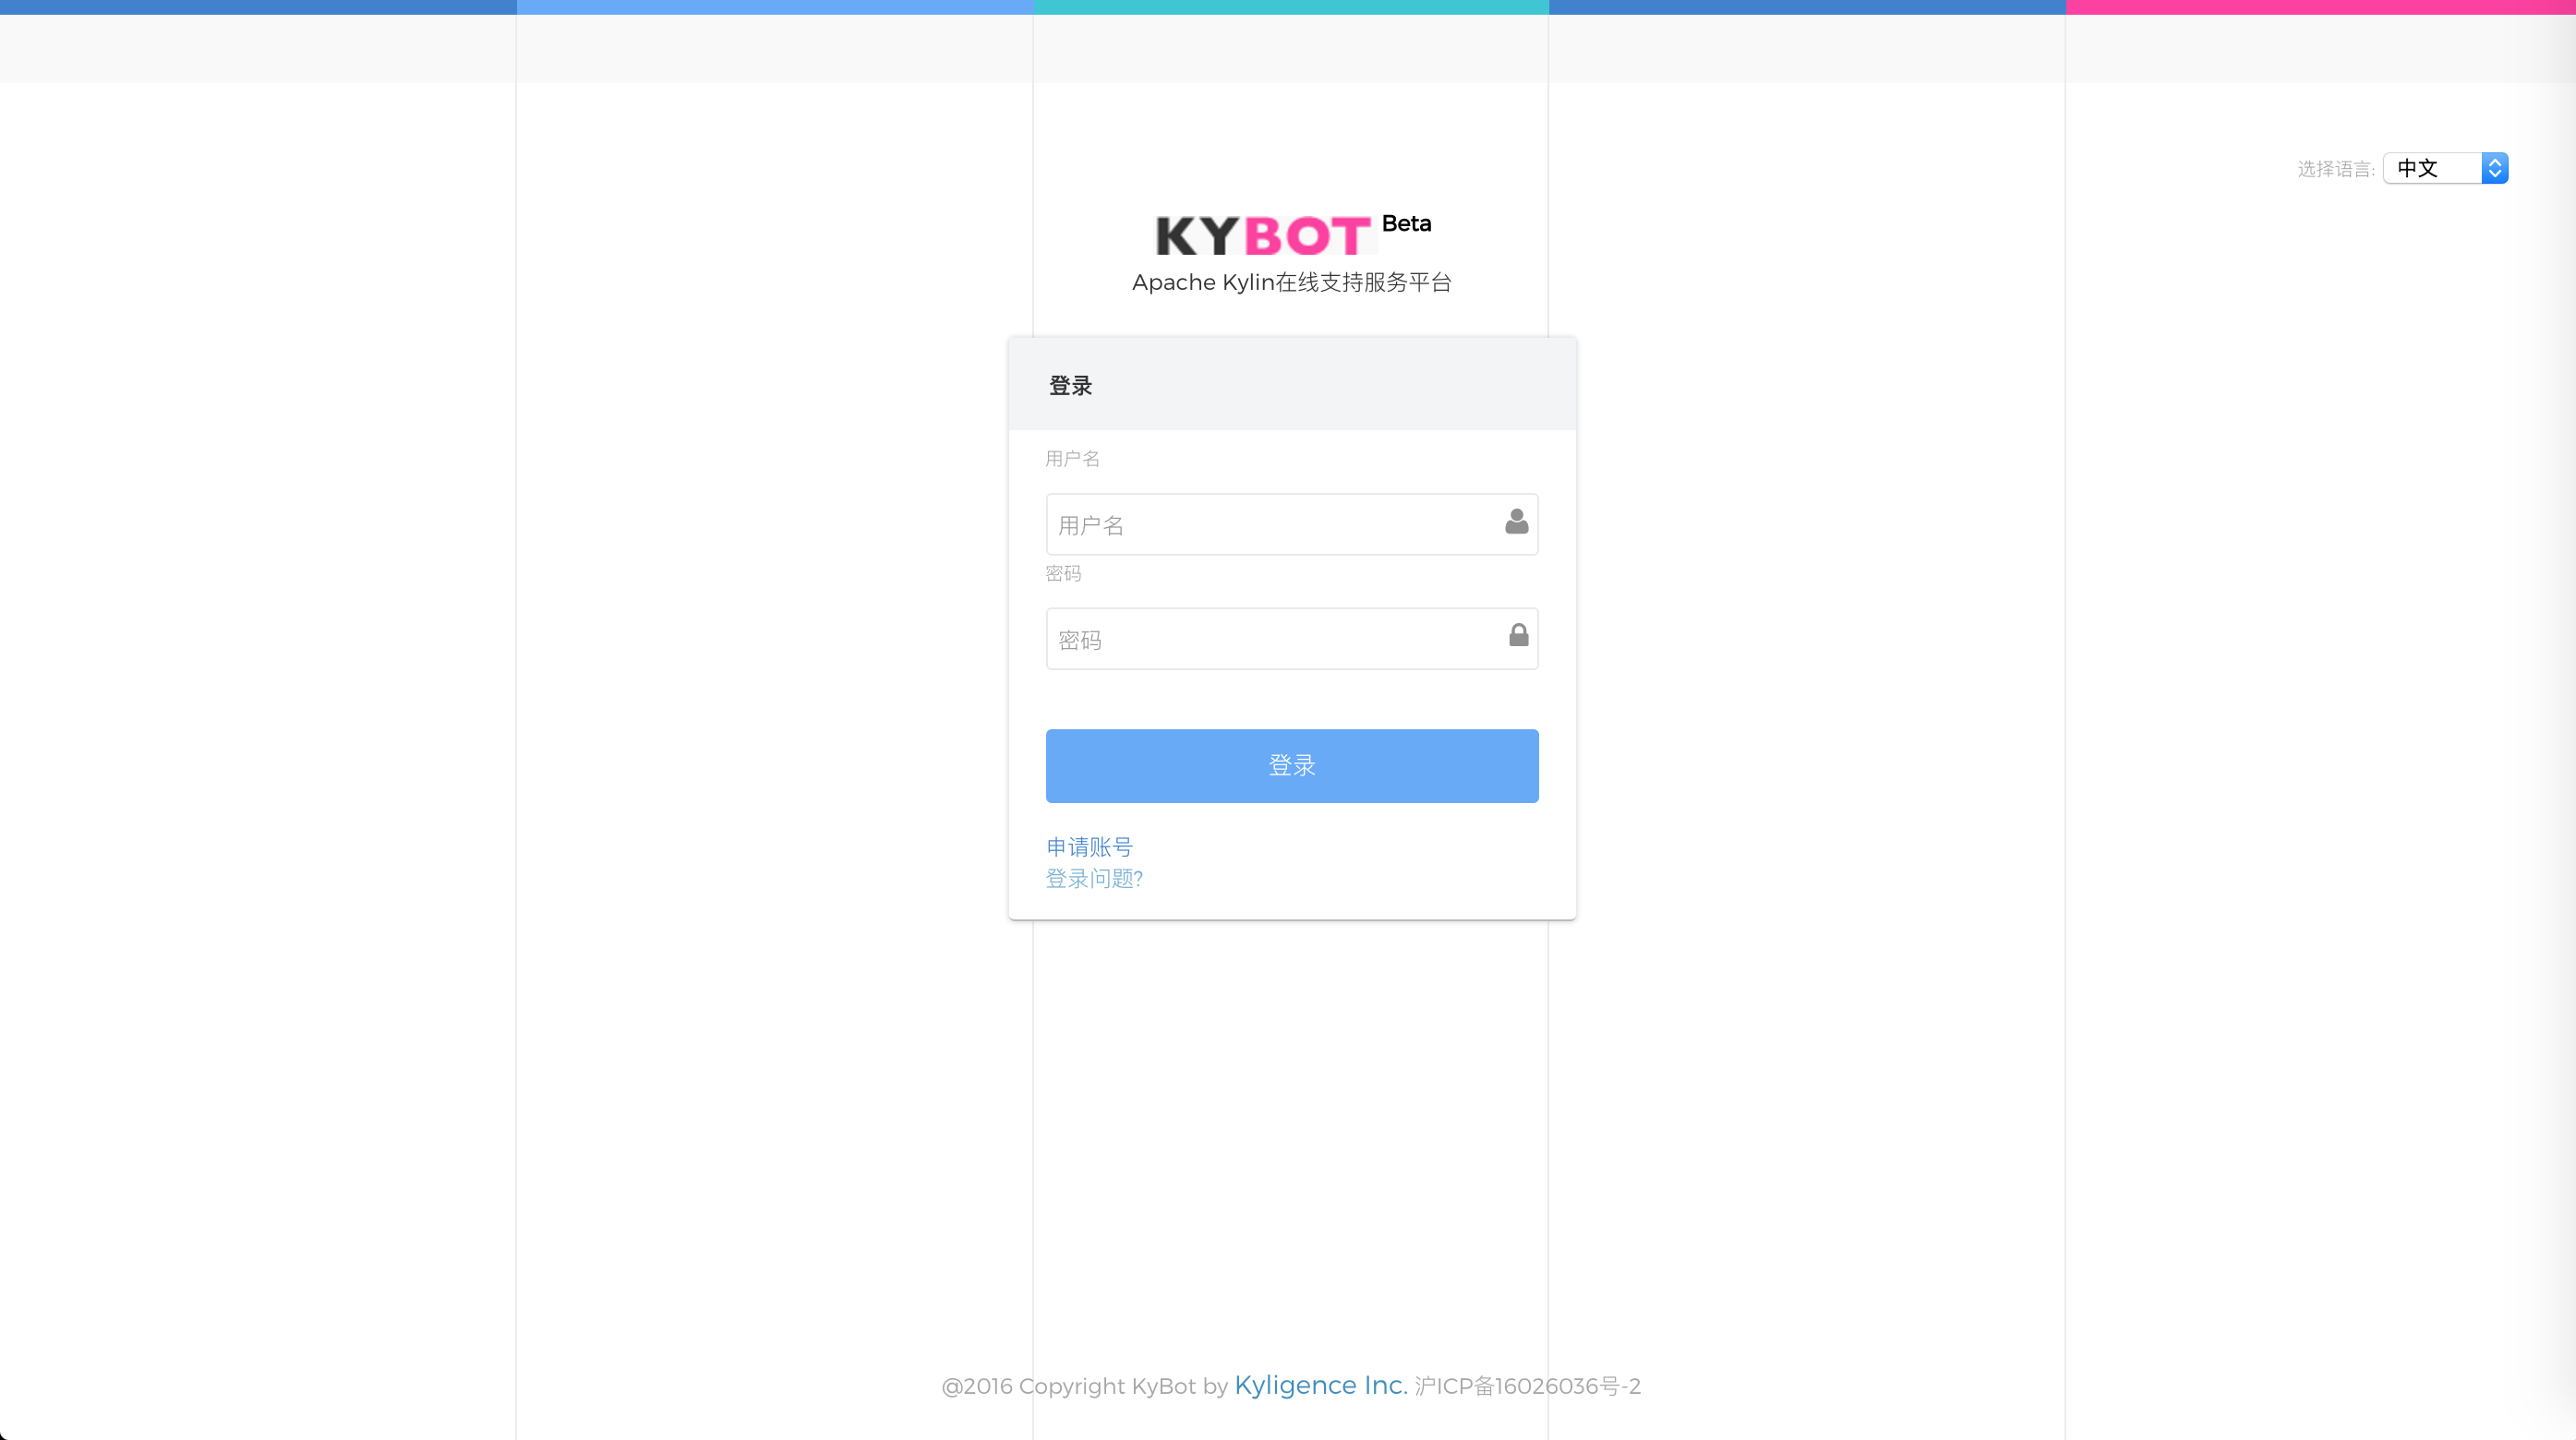 选择语言: 中文
KYBOT Beta
Apache Kylin在线支持服务平台
登录
用户名
用户名
密码
密码
登录
申请账号
登录问题?
@2016 Copyright KyBot by Kyligence Inc. 沪ICP备16026036号-2